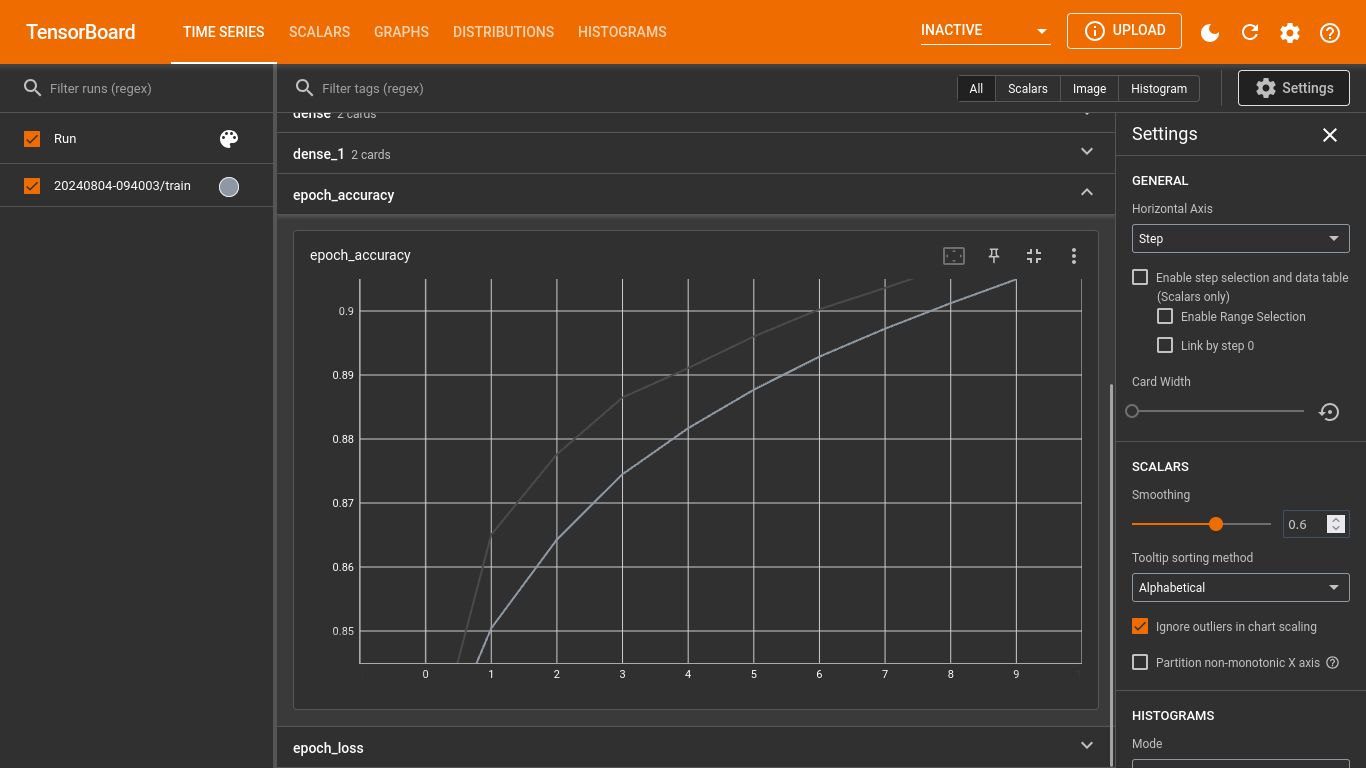 TensorBoard
TIME SERIES
SCALARS
GRAPHS
DISTRIBUTIONS
HISTOGRAMS
INACTIVE
UPLOAD
Filter runs (regex)
Filter tags (regex)
All
Scalars
Image
Histogram
Settings
Run
20240804-094003/train
dense 2 cards
dense_1 2 cards
epoch_accuracy
epoch_accuracy
0.9
0.89
0.88
0.87
0.86
0.85
0 1 2 3 4 5 6 7 8 9
epoch_loss
Settings
GENERAL
Horizontal Axis
Step
Enable step selection and data table
(Scalars only)
Enable Range Selection
Link by step 0
Card Width
SCALARS
Smoothing
0.6
Tooltip sorting method
Alphabetical
Ignore outliers in chart scaling
Partition non-monotonic X axis
HISTOGRAMS
Mode